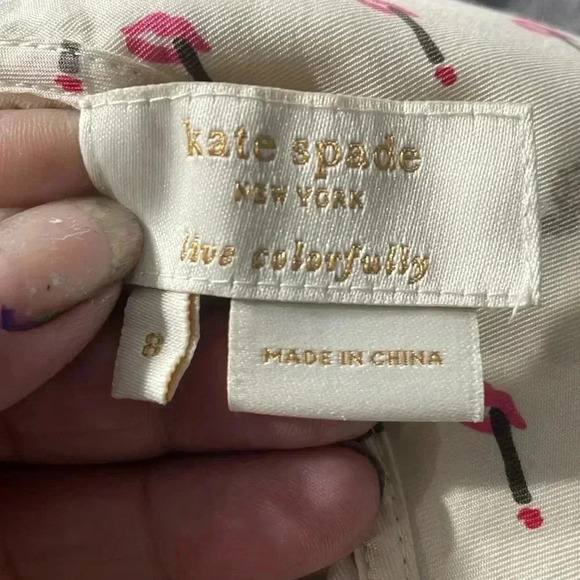 kate spade
NEW YORK
live colorfully
8
MADE IN CHINA